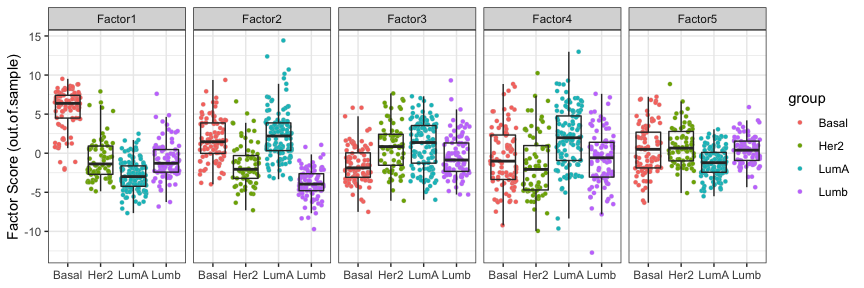 Factor1 Factor2 Factor3 Factor4 Factor5
Factor Score (out.of.sample)
15
10
5
0
-5
-10
Basal Her2 LumA Lumb Basal Her2 LumA Lumb Basal Her2 LumA Lumb Basal Her2 LumA Lumb Basal Her2 LumA Lumb
group
Basal
Her2
LumA
Lumb